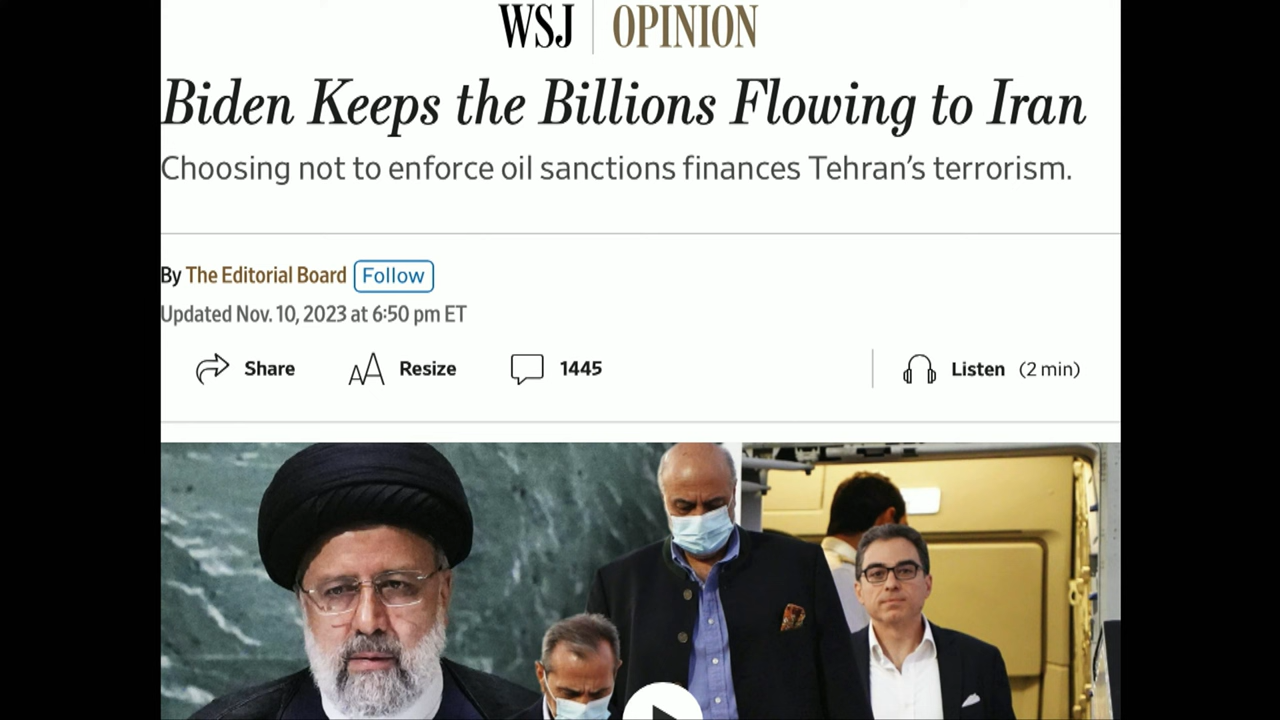 WSJ | OPINION
Biden Keeps the Billions Flowing to Iran
Choosing not to enforce oil sanctions finances Tehran's terrorism.
By The Editorial Board Follow
Updated Nov. 10, 2023 at 6:50 pm ET
Share Resize 1445 Listen (2 min)